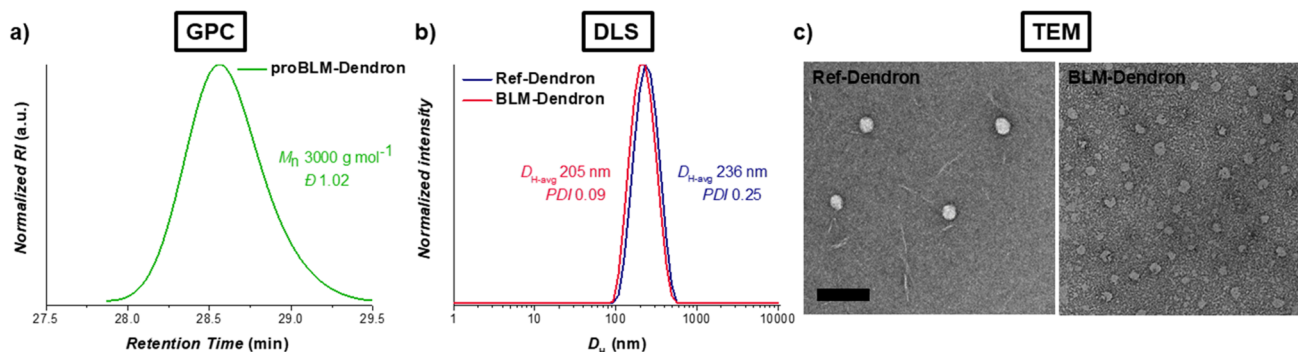 a)
GPC
proBLM-Dendron
Mn 3000 g mol-1
Đ 1.02
Normalized RI (a.u.)
27.5 28.0 28.5 29.0 29.5
Retention Time (min)
b)
DLS
Ref-Dendron
BLM-Dendron
DH-avg 205 nm
PDI 0.09
DH-avg 236 nm
PDI 0.25
Normalized intensity
1 10 100 1000 10000
DH (nm)
c)
TEM
Ref-Dendron
BLM-Dendron